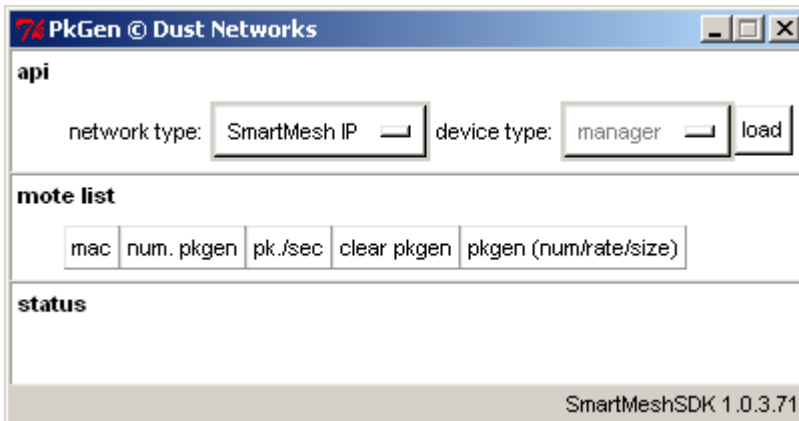 PkGen © Dust Networks
api
network type: SmartMesh IP device type: manager load
mote list
mac num. pkgen pk./sec clear pkgen pkgen (num/rate/size)
status
SmartMeshSDK 1.0.3.71